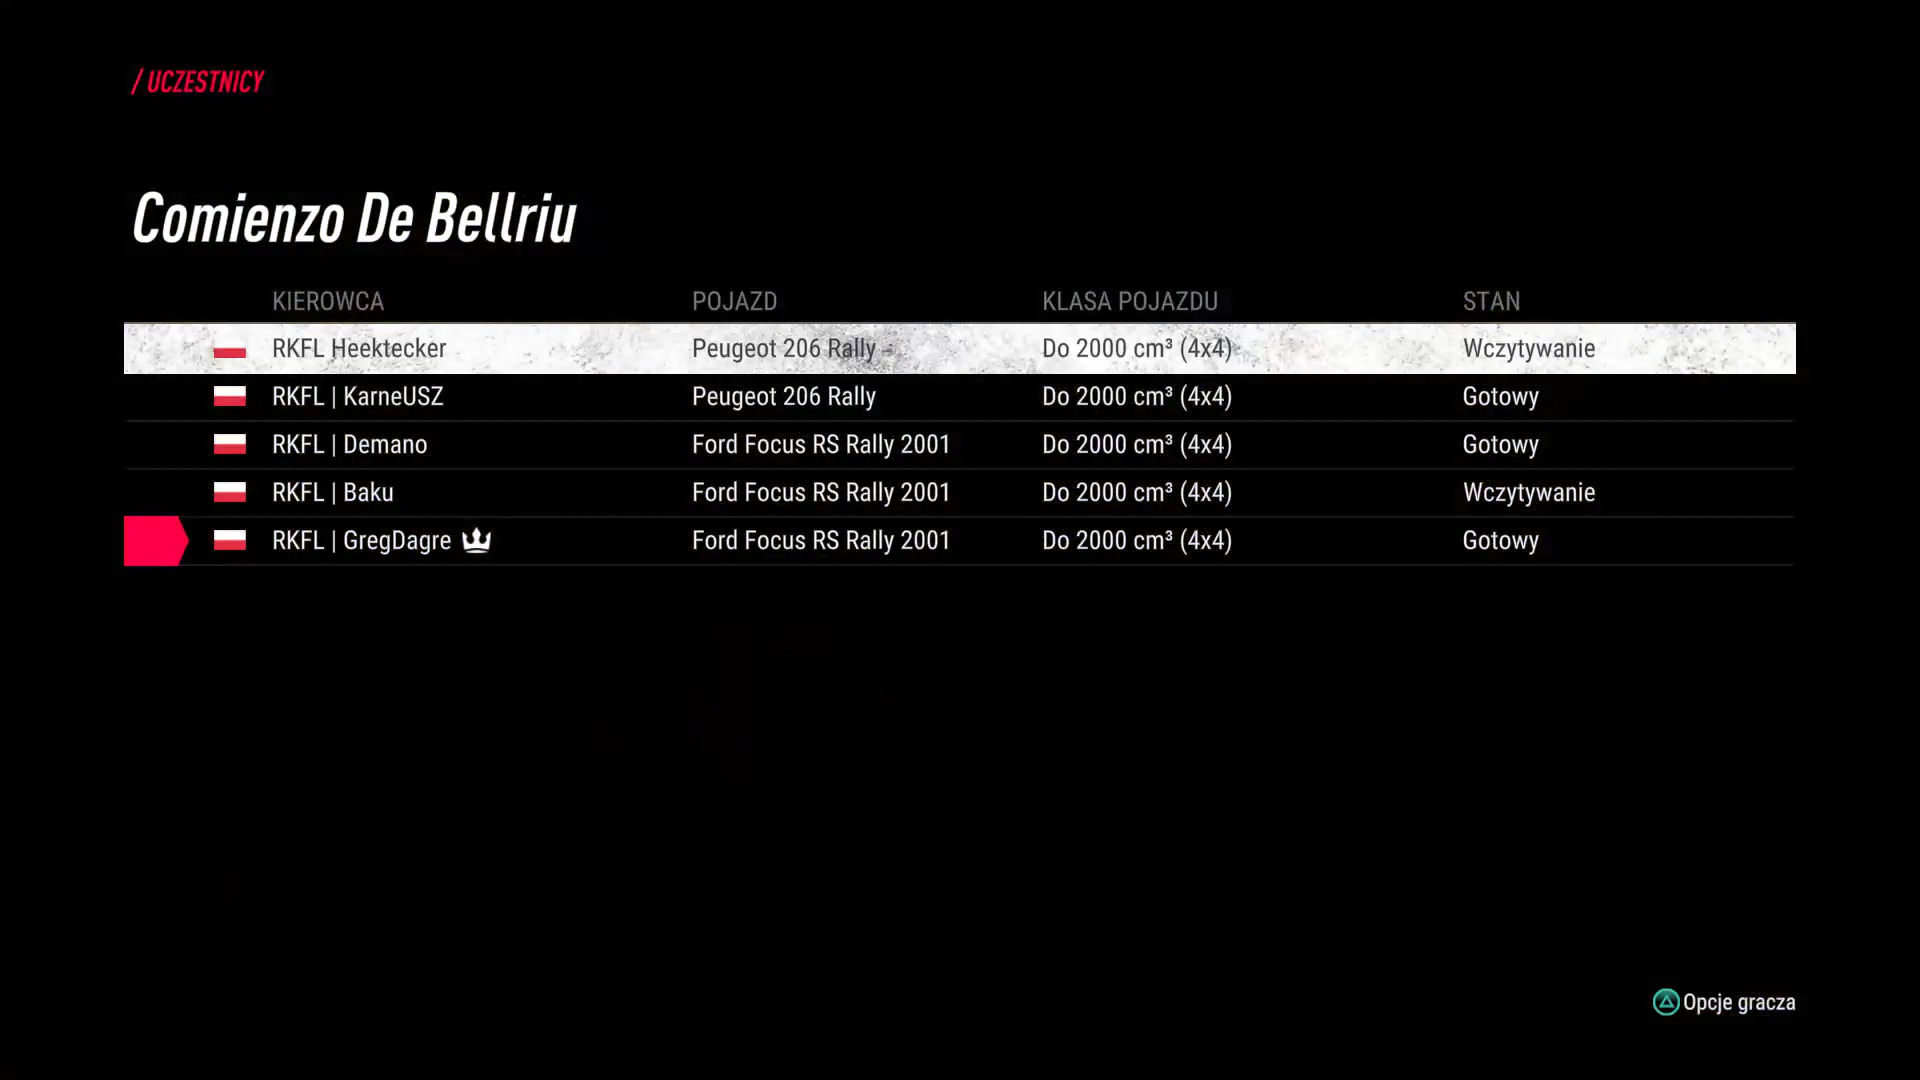 / UCZESTNICY
Comienzo De Bellriu
KIEROWCA POJAZD KLASA POJAZDU STAN
RKFL Heektecker Peugeot 206 Rally Do 2000 cm³ (4x4) Wczytywanie
RKFL | KarneUSZ Peugeot 206 Rally Do 2000 cm³ (4x4) Gotowy
RKFL | Demano Ford Focus RS Rally 2001 Do 2000 cm³ (4x4) Gotowy
RKFL | Baku Ford Focus RS Rally 2001 Do 2000 cm³ (4x4) Wczytywanie
RKFL | GregDagre Ford Focus RS Rally 2001 Do 2000 cm³ (4x4) Gotowy
Opcje gracza